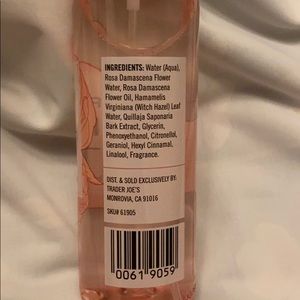 INGREDIENTS: Water (Aqua),
Rosa Damascena Flower
Water, Rosa Damascena
Flower Oil, Hamamelis
Virginiana (Witch Hazel) Leaf
Water, Quillaja Saponaria
Bark Extract, Glycerin,
Phenoxyethanol, Citronellol,
Geraniol, Hexyl Cinnamal,
Linalool, Fragrance.
DIST. & SOLD EXCLUSIVELY BY:
TRADER JOE'S
MONROVIA, CA 91016
SKU# 61905
0061 9059